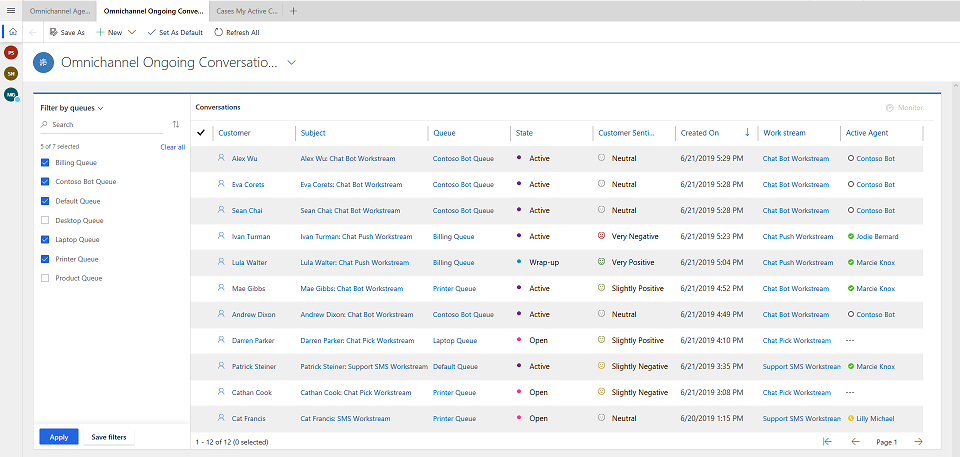 Omnichannel Age... Omnichannel Ongoing Conve... Cases My Active C...
Save As New Set As Default Refresh All
PS
SN
MG
Omnichannel Ongoing Conversatio...
Filter by queues
Search
5 of 7 selected Clear all
Billing Queue
Contoso Bot Queue
Default Queue
Desktop Queue
Laptop Queue
Printer Queue
Product Queue
Apply Save filters
Conversations Monitor
Customer Subject Queue State Customer Senti... Created On Work stream Active Agent
Alex Wu Alex Wu: Chat Bot Workstream Contoso Bot Queue Active Neutral 6/21/2019 5:29 PM Chat Bot Workstream Contoso Bot
Eva Corets Eva Corets: Chat Bot Workstream Contoso Bot Queue Active Neutral 6/21/2019 5:28 PM Chat Bot Workstream Contoso Bot
Sean Chai Sean Chai: Chat Bot Workstream Contoso Bot Queue Active Neutral 6/21/2019 5:28 PM Chat Bot Workstream Contoso Bot
Ivan Turman Ivan Turman: Chat Push Workstream Billing Queue Active Very Negative 6/21/2019 5:23 PM Chat Push Workstream Jodie Bernard
Lula Walter Lula Walter: Chat Push Workstream Billing Queue Wrap-up Very Positive 6/21/2019 5:04 PM Chat Push Workstream Marcie Knox
Mae Gibbs Mae Gibbs: Chat Bot Workstream Printer Queue Active Slightly Positive 6/21/2019 4:52 PM Chat Bot Workstream Marcie Knox
Andrew Dixon Andrew Dixon: Chat Bot Workstream Contoso Bot Queue Active Neutral 6/21/2019 4:49 PM Chat Bot Workstream Contoso Bot
Darren Parker Darren Parker: Chat Pick Workstream Laptop Queue Open Slightly Positive 6/21/2019 4:10 PM Chat Pick Workstream ---
Patrick Steiner Patrick Steiner: Support SMS Workstream Default Queue Active Slightly Negative 6/21/2019 3:35 PM Support SMS Workstream Marcie Knox
Cathan Cook Cathan Cook: Chat Pick Workstream Printer Queue Open Slightly Negative 6/21/2019 3:08 PM Chat Pick Workstream ---
Cat Francis Cat Francis: SMS Workstream Printer Queue Open Neutral 6/20/2019 1:15 PM Support SMS Workstream Lilly Michael
1 - 12 of 12 (0 selected) Page 1